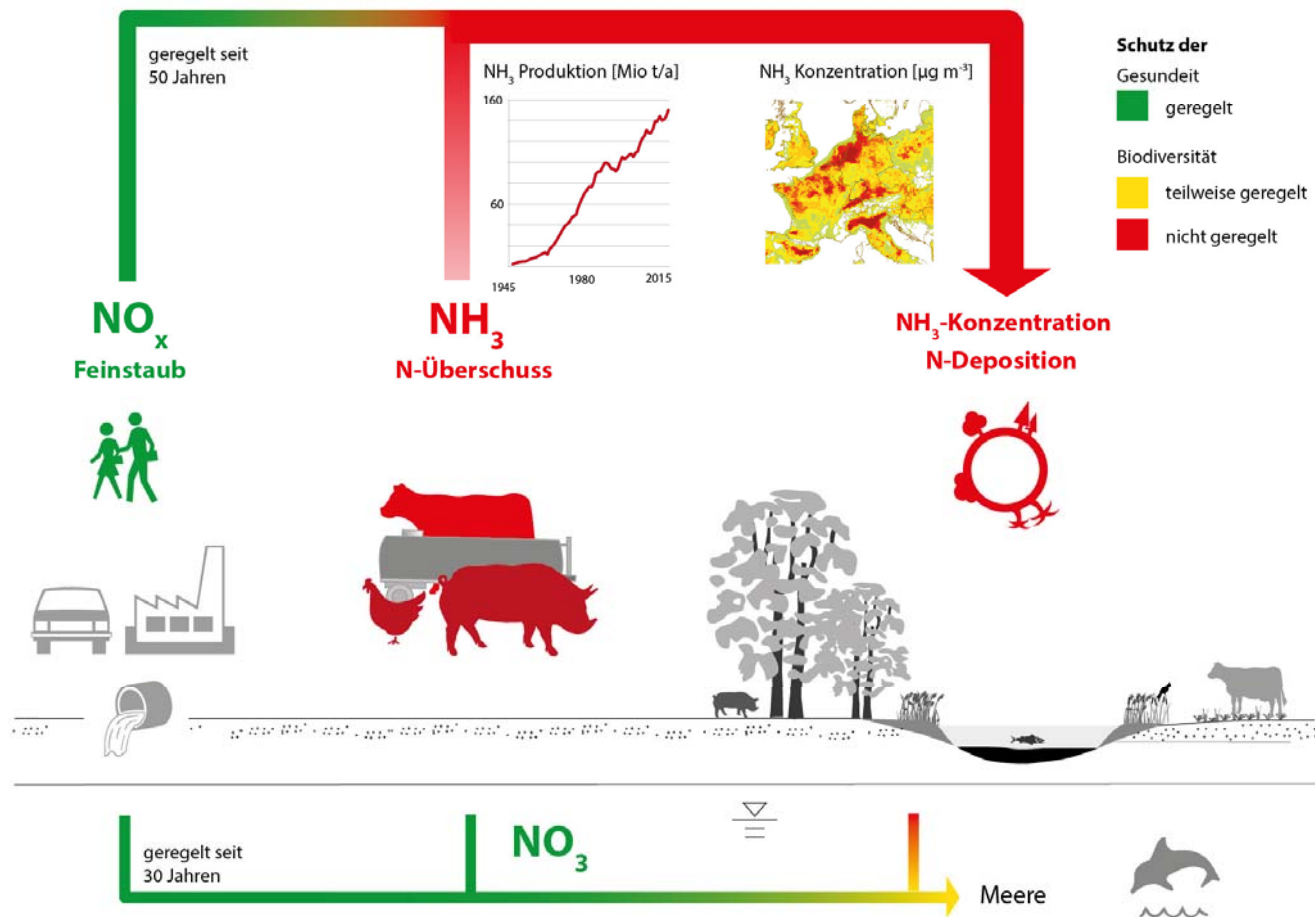 geregelt seit
50 Jahren
NH₃ Produktion [Mio t/a]
160
60
1945
1980
2015
NH₃ Konzentration [µg m⁻³]
Schutz der
Gesundeit
geregelt
Biodiversität
teilweise geregelt
nicht geregelt
NOₓ
Feinstaub
NH₃
N-Überschuss
NH₃-Konzentration
N-Deposition
geregelt seit
30 Jahren
NO₃
Meere